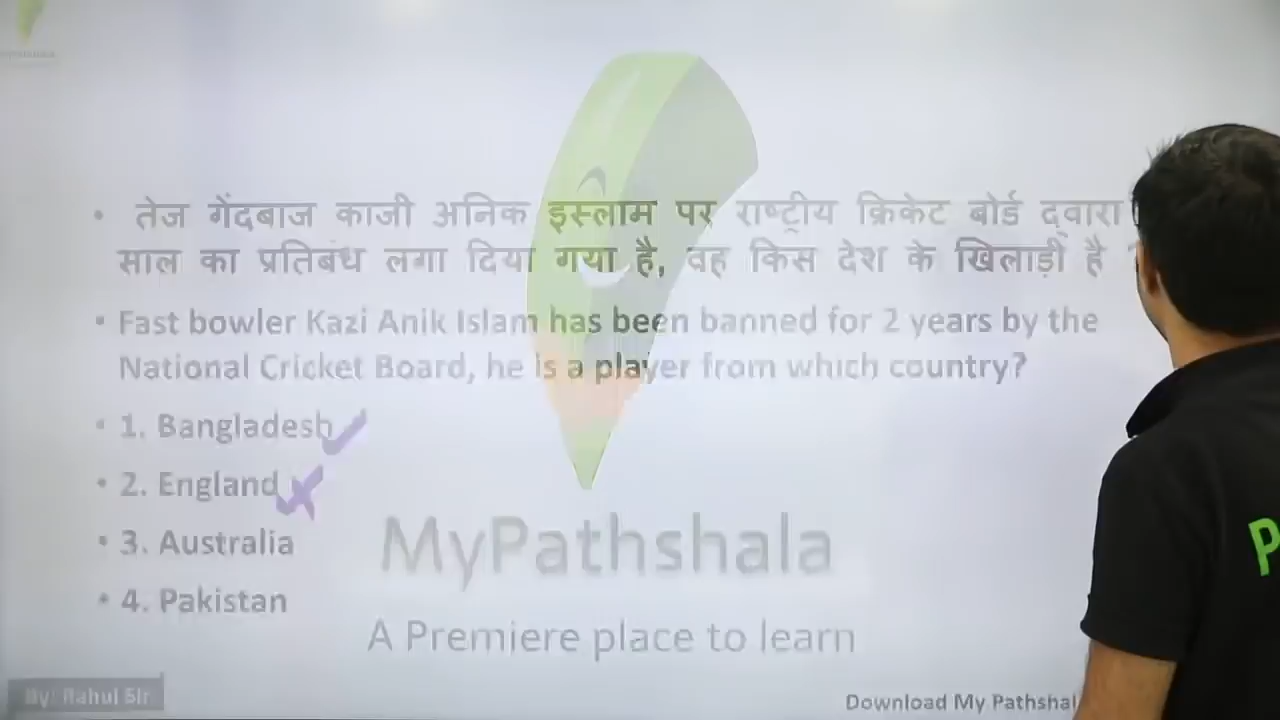 तेज गेंदबाज काजी अनिक इस्लाम पर राष्ट्रीय क्रिकेट बोर्ड द्वारा
साल का प्रतिबंध लगा दिया गया है, वह किस देश के खिलाड़ी है
Fast bowler Kazi Anik Islam has been banned for 2 years by the
National Cricket Board, he is a player from which country?
1. Bangladesh
2. England
3. Australia
4. Pakistan
MyPathshala
A Premiere place to learn
By: Rahul Sir
Download My Pathshal
P